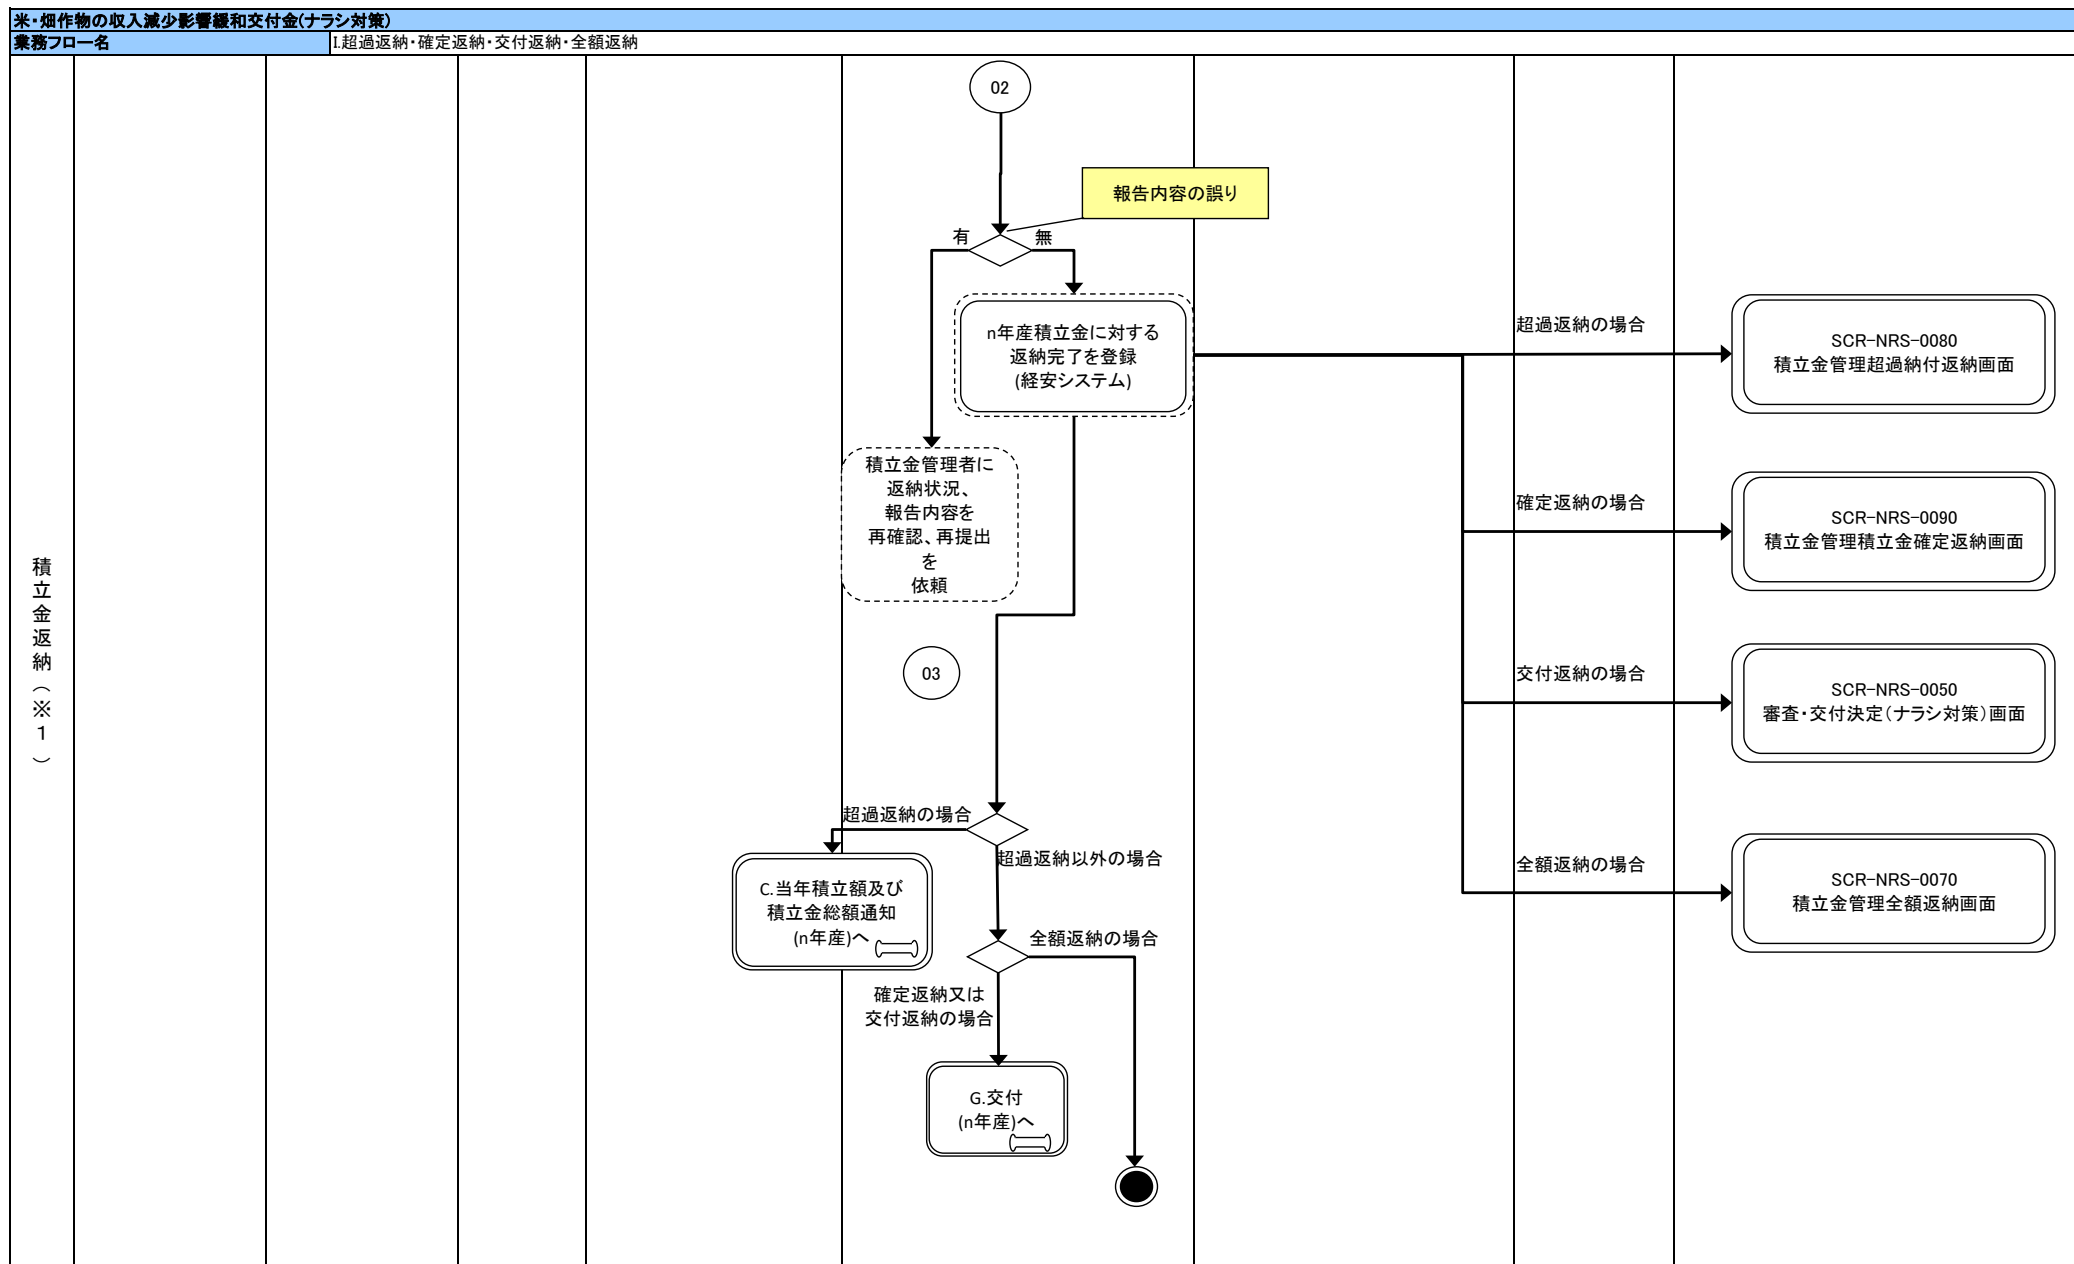 米・畑作物の収入減少影響緩和交付金(ナラシ対策)
業務フロー名
I.超過返納・確定返納・交付返納・全額返納
積立金返納（※１）
02
報告内容の誤り
有
無
n年産積立金に対する
返納完了を登録
(経安システム)
積立金管理者に
返納状況、
報告内容を
再確認、再提出
を
依頼
03
超過返納の場合
超過返納以外の場合
C.当年積立額及び
積立金総額通知
(n年産)へ
全額返納の場合
確定返納又は
交付返納の場合
G.交付
(n年産)へ
超過返納の場合
SCR-NRS-0080
積立金管理超過納付返納画面
確定返納の場合
SCR-NRS-0090
積立金管理積立金確定返納画面
交付返納の場合
SCR-NRS-0050
審査・交付決定（ナラシ対策）画面
全額返納の場合
SCR-NRS-0070
積立金管理全額返納画面